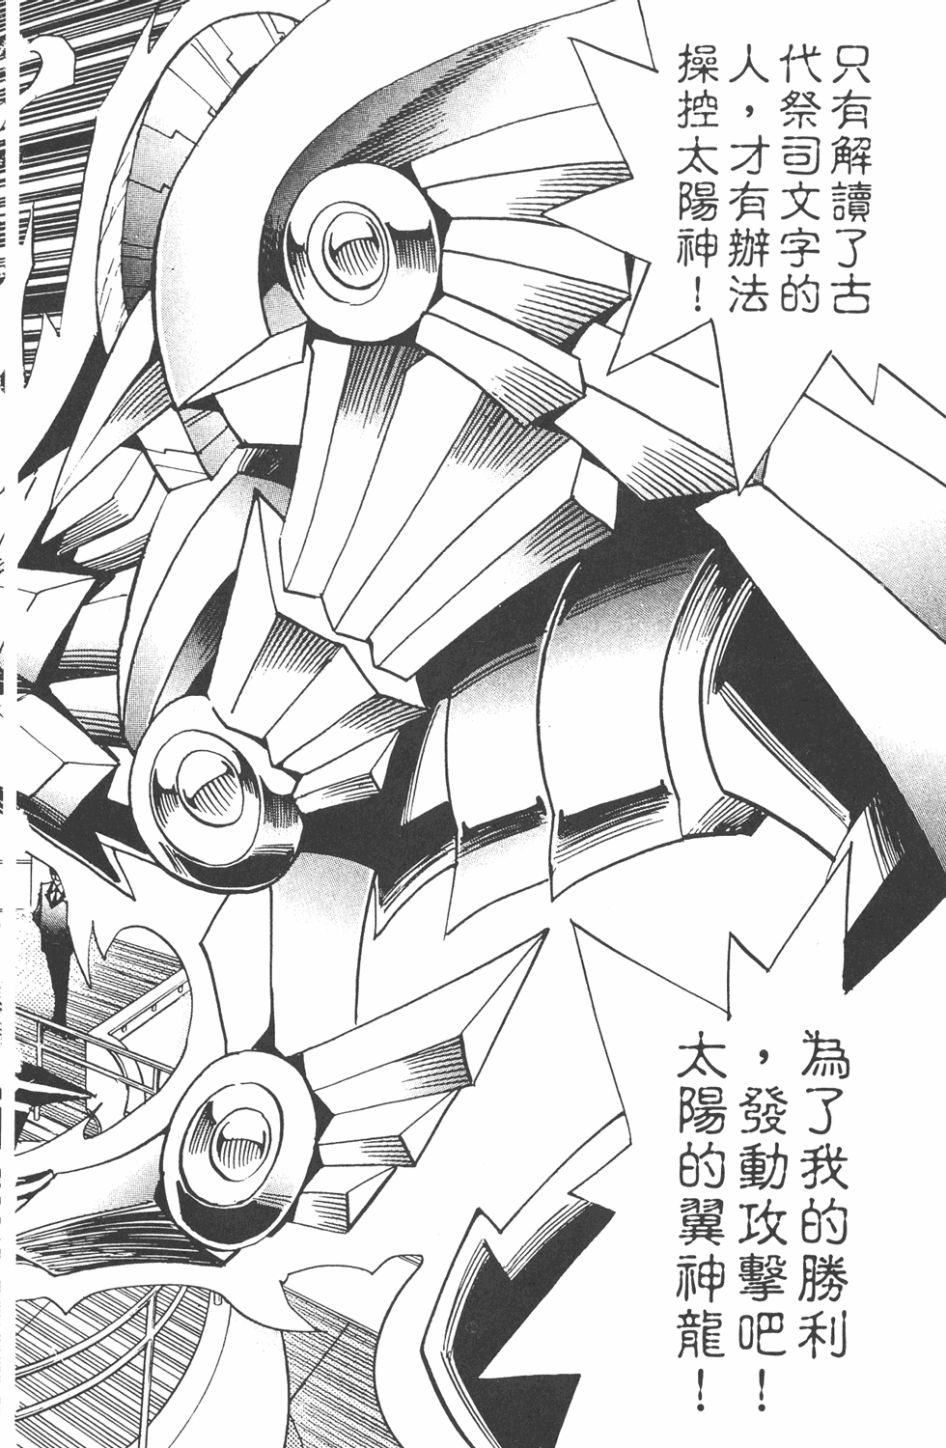 只有解讀了古
代祭司文字的
人，才有辦法
操控太陽神！
為了我的勝利
，發動攻擊吧！
太陽的翼神龍！